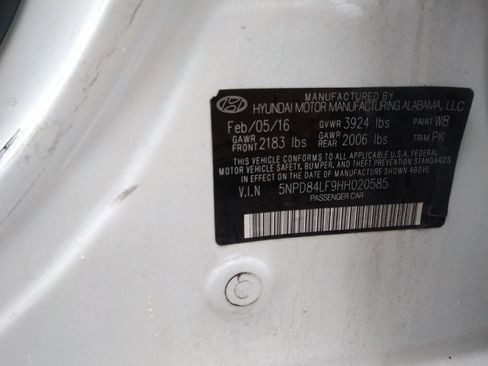 MANUFACTURED BY
HYUNDAI MOTOR MANUFACTURING ALABAMA, LLC
Feb/05/16 GVWR 3924 lbs PAINT W8
GAWR FRONT 2183 lbs GAWR REAR 2006 lbs TRIM PK
THIS VEHICLE CONFORMS TO ALL APPLICABLE U.S.A. FEDERAL
MOTOR VEHICLE SAFETY, BUMPER, AND THEFT PREVENTION STANDARDS
IN EFFECT ON THE DATE OF MANUFACTURE SHOWN ABOVE.
V.I.N 5NPD84LF9HH020585
PASSENGER CAR